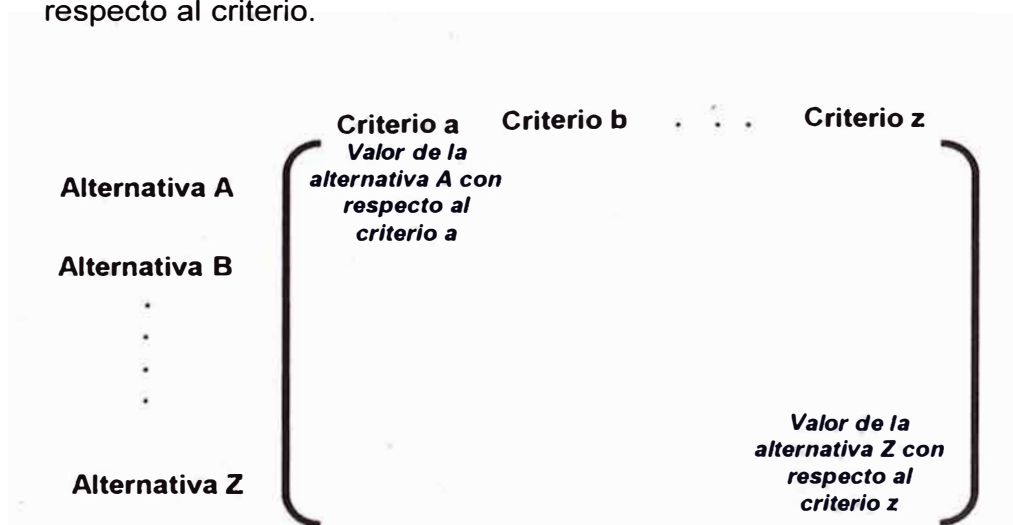 respecto al criterio.
Criterio a Criterio b . . . Criterio z
Valor de la
alternativa A con
respecto al
criterio a
Alternativa A
Alternativa B
.
.
.
.
Valor de la
alternativa Z con
respecto al
criterio z
Alternativa Z